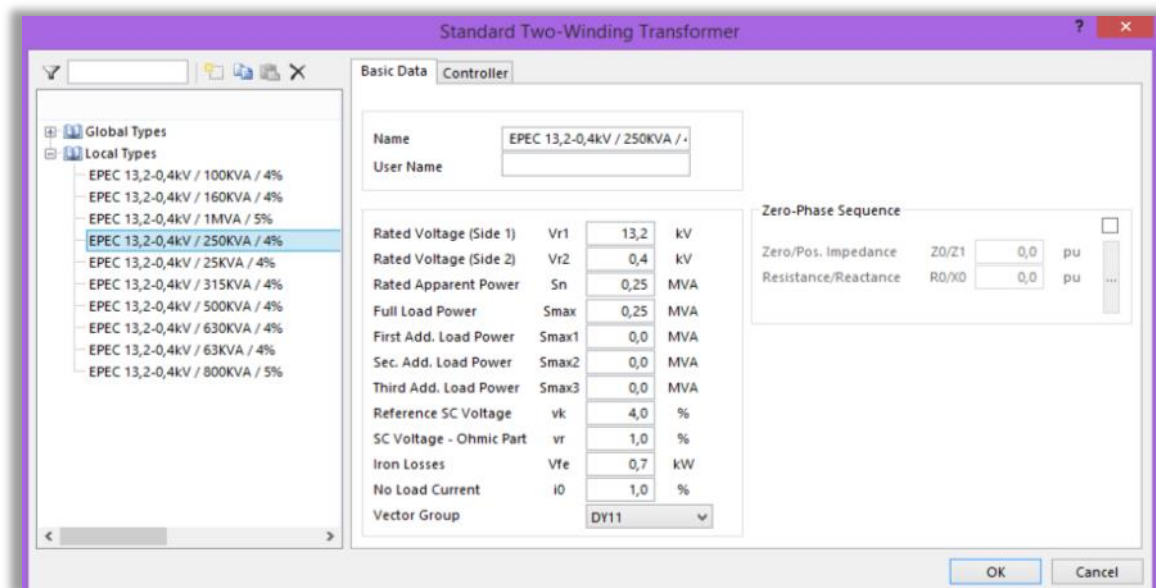 Standard Two-Winding Transformer
?
Basic Data Controller
Global Types
Local Types
EPEC 13,2-0,4kV / 100KVA / 4%
EPEC 13,2-0,4kV / 160KVA / 4%
EPEC 13,2-0,4kV / 1MVA / 5%
EPEC 13,2-0,4kV / 250KVA / 4%
EPEC 13,2-0,4kV / 25KVA / 4%
EPEC 13,2-0,4kV / 315KVA / 4%
EPEC 13,2-0,4kV / 500KVA / 4%
EPEC 13,2-0,4kV / 630KVA / 4%
EPEC 13,2-0,4kV / 63KVA / 4%
EPEC 13,2-0,4kV / 800KVA / 5%
Name EPEC 13,2-0,4kV / 250KVA /
User Name
Rated Voltage (Side 1) Vr1 13,2 kV
Rated Voltage (Side 2) Vr2 0,4 kV
Rated Apparent Power Sn 0,25 MVA
Full Load Power Smax 0,25 MVA
First Add. Load Power Smax1 0,0 MVA
Sec. Add. Load Power Smax2 0,0 MVA
Third Add. Load Power Smax3 0,0 MVA
Reference SC Voltage vk 4,0 %
SC Voltage - Ohmic Part vr 1,0 %
Iron Losses Vfe 0,7 kW
No Load Current i0 1,0 %
Vector Group DY11
Zero-Phase Sequence
Zero/Pos. Impedance Z0/Z1 0,0 pu
Resistance/Reactance R0/X0 0,0 pu
...
OK Cancel